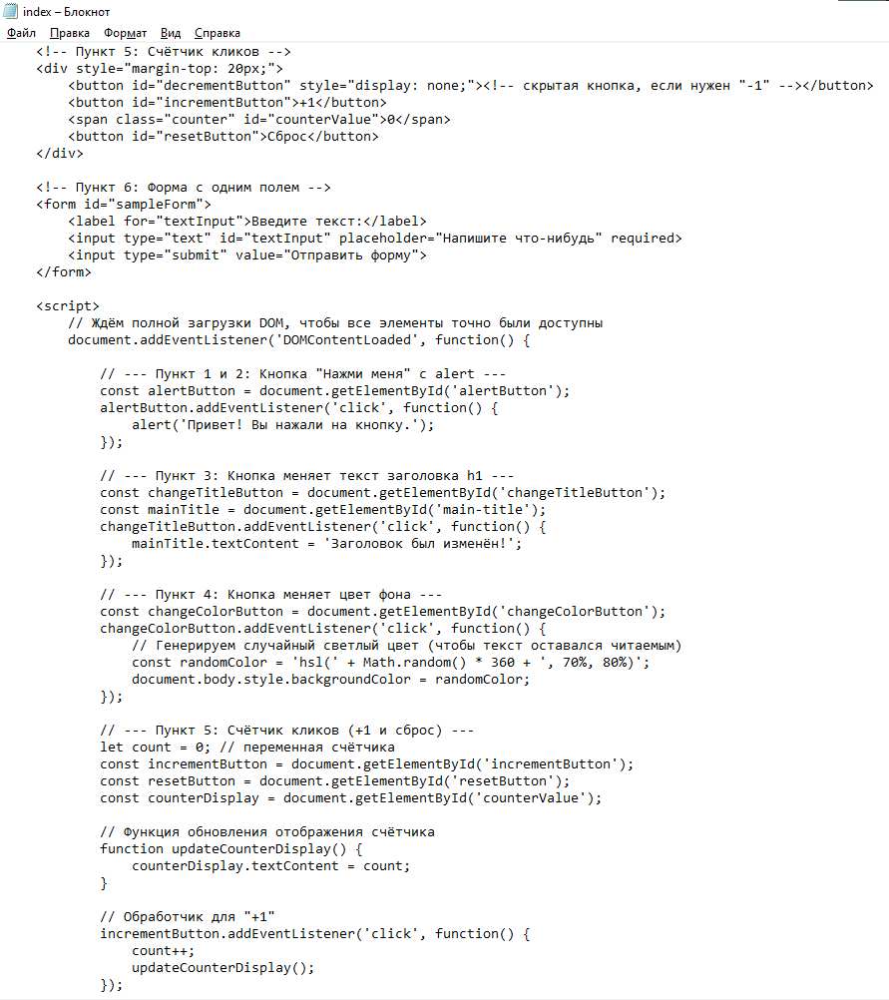 index – Блокнот
Файл Правка Формат Вид Справка
<!-- Пункт 5: Счётчик кликов -->
<div style="margin-top: 20px;">
    <button id="decrementButton" style="display: none;"><!-- скрытая кнопка, если нужен "-1" --></button>
    <button id="incrementButton">+1</button>
    <span class="counter" id="counterValue">0</span>
    <button id="resetButton">Сброс</button>
</div>

<!-- Пункт 6: Форма с одним полем -->
<form id="sampleForm">
    <label for="textInput">Введите текст:</label>
    <input type="text" id="textInput" placeholder="Напишите что-нибудь" required>
    <input type="submit" value="Отправить форму">
</form>

<script>
    // Ждём полной загрузки DOM, чтобы все элементы точно были доступны
    document.addEventListener('DOMContentLoaded', function() {

        // --- Пункт 1 и 2: Кнопка "Нажми меня" с alert ---
        const alertButton = document.getElementById('alertButton');
        alertButton.addEventListener('click', function() {
            alert('Привет! Вы нажали на кнопку.');
        });

        // --- Пункт 3: Кнопка меняет текст заголовка h1 ---
        const changeTitleButton = document.getElementById('changeTitleButton');
        const mainTitle = document.getElementById('main-title');
        changeTitleButton.addEventListener('click', function() {
            mainTitle.textContent = 'Заголовок был изменён!';
        });

        // --- Пункт 4: Кнопка меняет цвет фона ---
        const changeColorButton = document.getElementById('changeColorButton');
        changeColorButton.addEventListener('click', function() {
            // Генерируем случайный светлый цвет (чтобы текст оставался читаемым)
            const randomColor = 'hsl(' + Math.random() * 360 + ', 70%, 80%)';
            document.body.style.backgroundColor = randomColor;
        });

        // --- Пункт 5: Счётчик кликов (+1 и сброс) ---
        let count = 0; // переменная счётчика
        const incrementButton = document.getElementById('incrementButton');
        const resetButton = document.getElementById('resetButton');
        const counterDisplay = document.getElementById('counterValue');

        // Функция обновления отображения счётчика
        function updateCounterDisplay() {
            counterDisplay.textContent = count;
        }

        // Обработчик для "+1"
        incrementButton.addEventListener('click', function() {
            count++;
            updateCounterDisplay();
        });